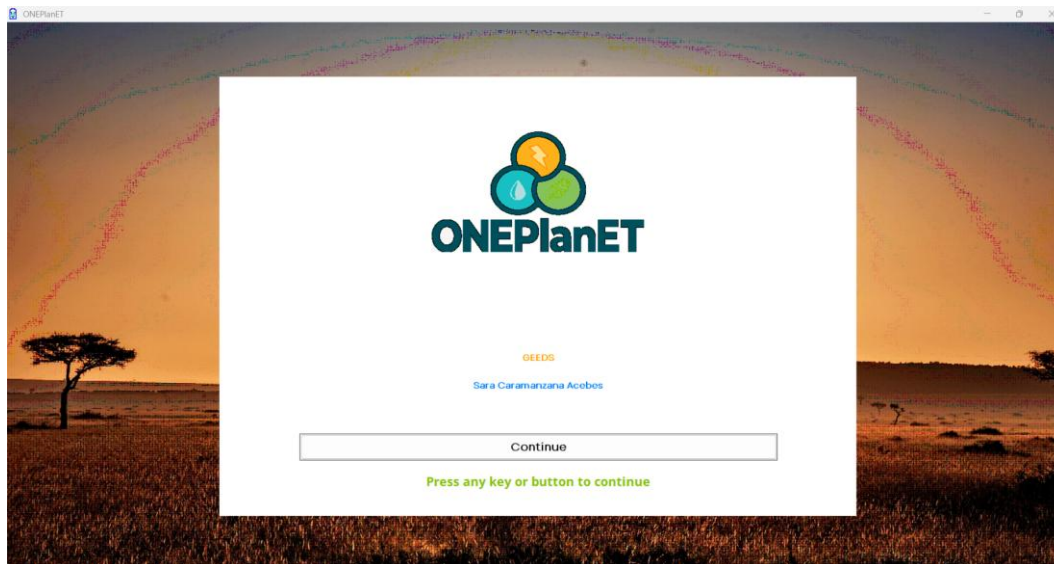 ONEPlanET
ONEPlanET
GEEDS
Sara Caramanzana Acebes
Continue
Press any key or button to continue